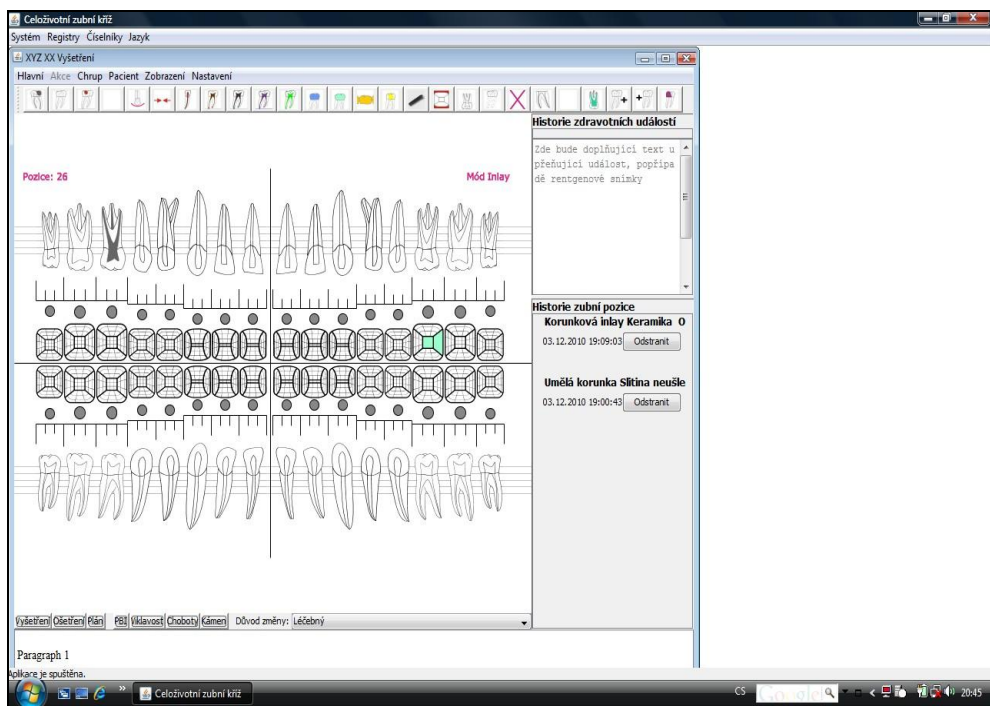 Celoživotní zubní kříž
Systém Registry Číselníky Jazyk
XYZ XX Vyšetření
Hlavní Akce Chrup Pacient Zobrazení Nastavení
Historie zdravotních událostí
Zde bude doplňující text u
přeňující událost, popřípa
dě rentgenové snímky
Pozice: 26
Mód Inlay
Historie zubní pozice
Korunková inlay Keramika O
03.12.2010 19:09:03 Odstranit
Umělá korunka Slitina neušle
03.12.2010 19:00:43 Odstranit
Vyšetření Ošetření Plán PBI Viklavost Choboty Kámen Důvod změny: Léčebný
Paragraph 1
Aplikace je spuštěna.
Celoživotní zubní kříž
CS Google 20:45